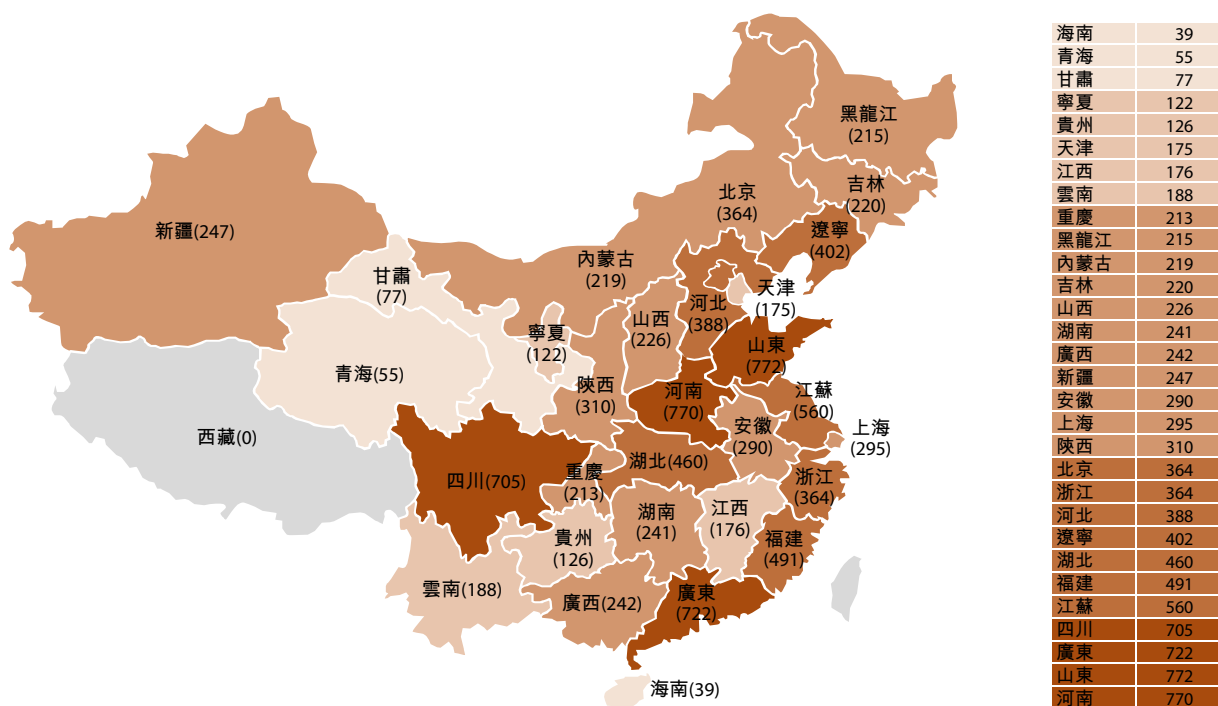 黑龍江
(215)
吉林
(220)
北京
(364)
遼寧
(402)
新疆(247)
內蒙古
(219)
甘肅
(77)
天津
(175)
河北
(388)
山西
(226)
寧夏
(122)
山東
(772)
青海(55)
陝西
(310)
河南
(770)
江蘇
(560)
安徽
(290)
上海
(295)
西藏(0)
湖北(460)
四川(705)
重慶
(213)
浙江
(364)
湖南
(241)
江西
(176)
貴州
(126)
福建
(491)
雲南(188)
廣西(242)
廣東
(722)
海南(39)
海南 39
青海 55
甘肅 77
寧夏 122
貴州 126
天津 175
江西 176
雲南 188
重慶 213
黑龍江 215
內蒙古 219
吉林 220
山西 226
湖南 241
廣西 242
新疆 247
安徽 290
上海 295
陝西 310
北京 364
浙江 364
河北 388
遼寧 402
湖北 460
福建 491
江蘇 560
四川 705
廣東 722
山東 772
河南 770